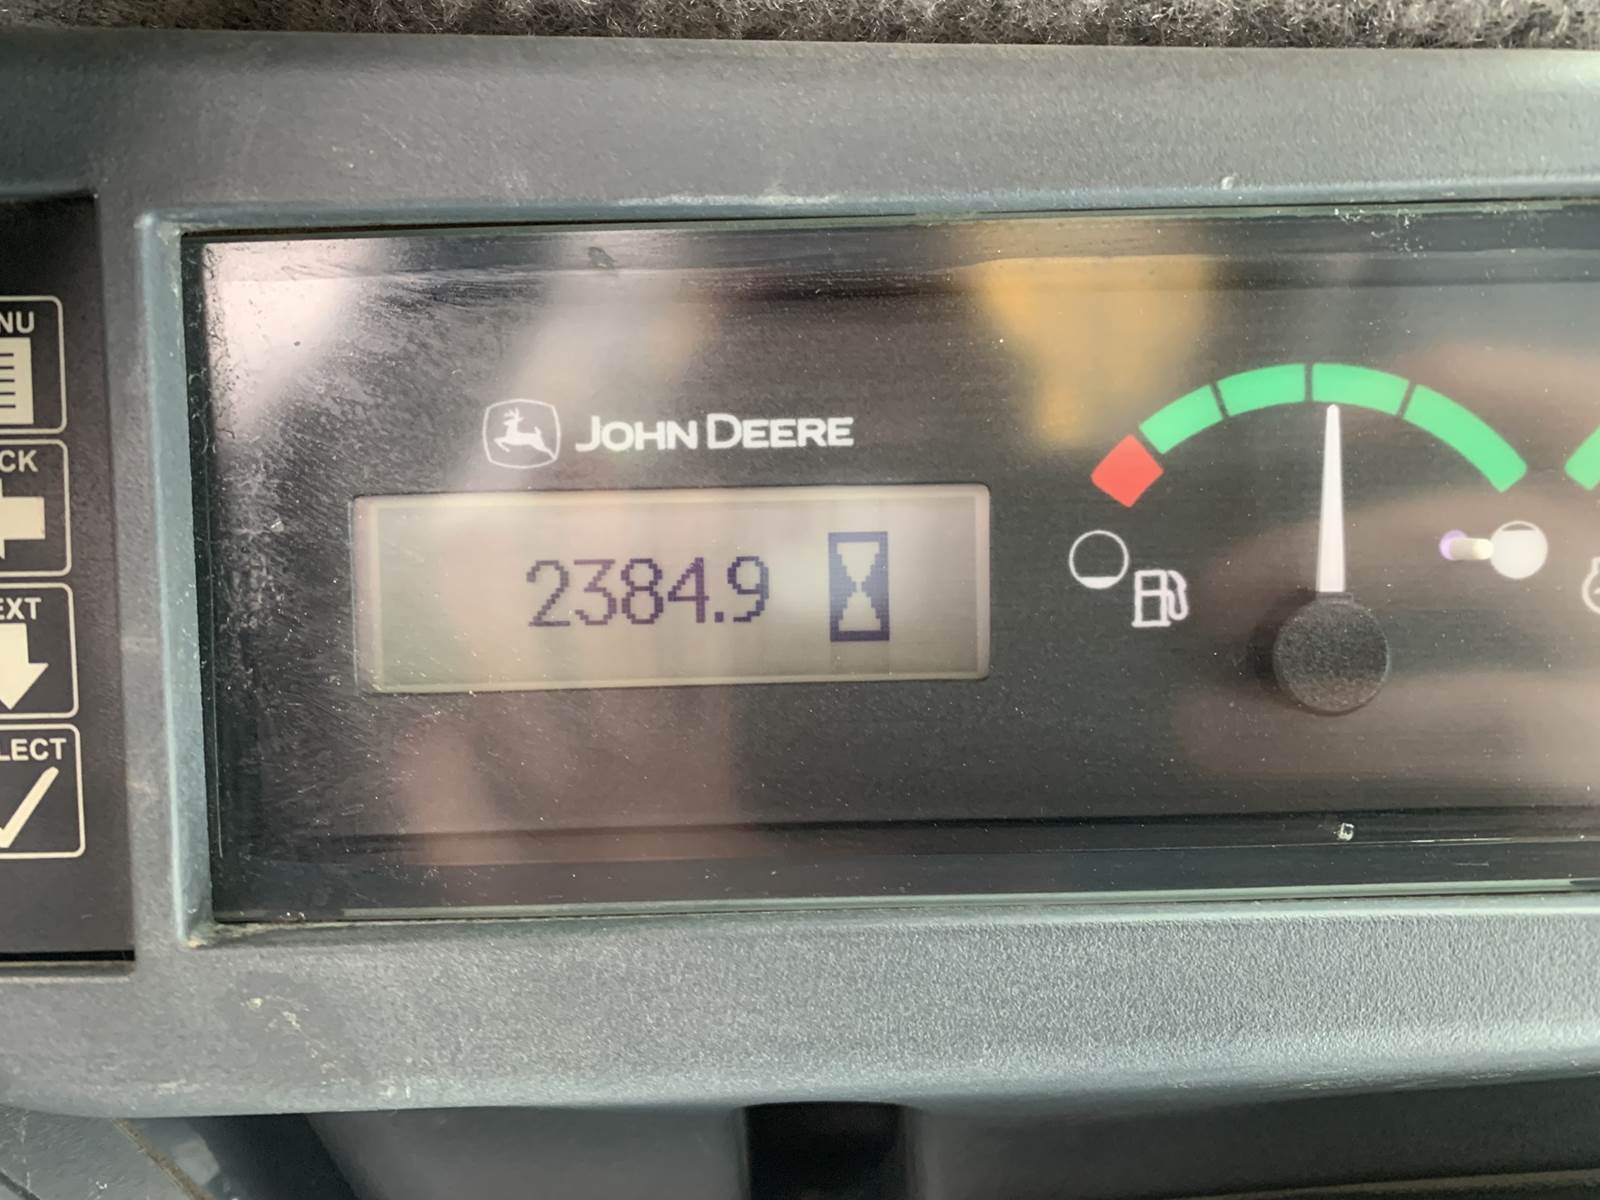 NU
CK
EXT
LECT
JOHN DEERE
2384.9